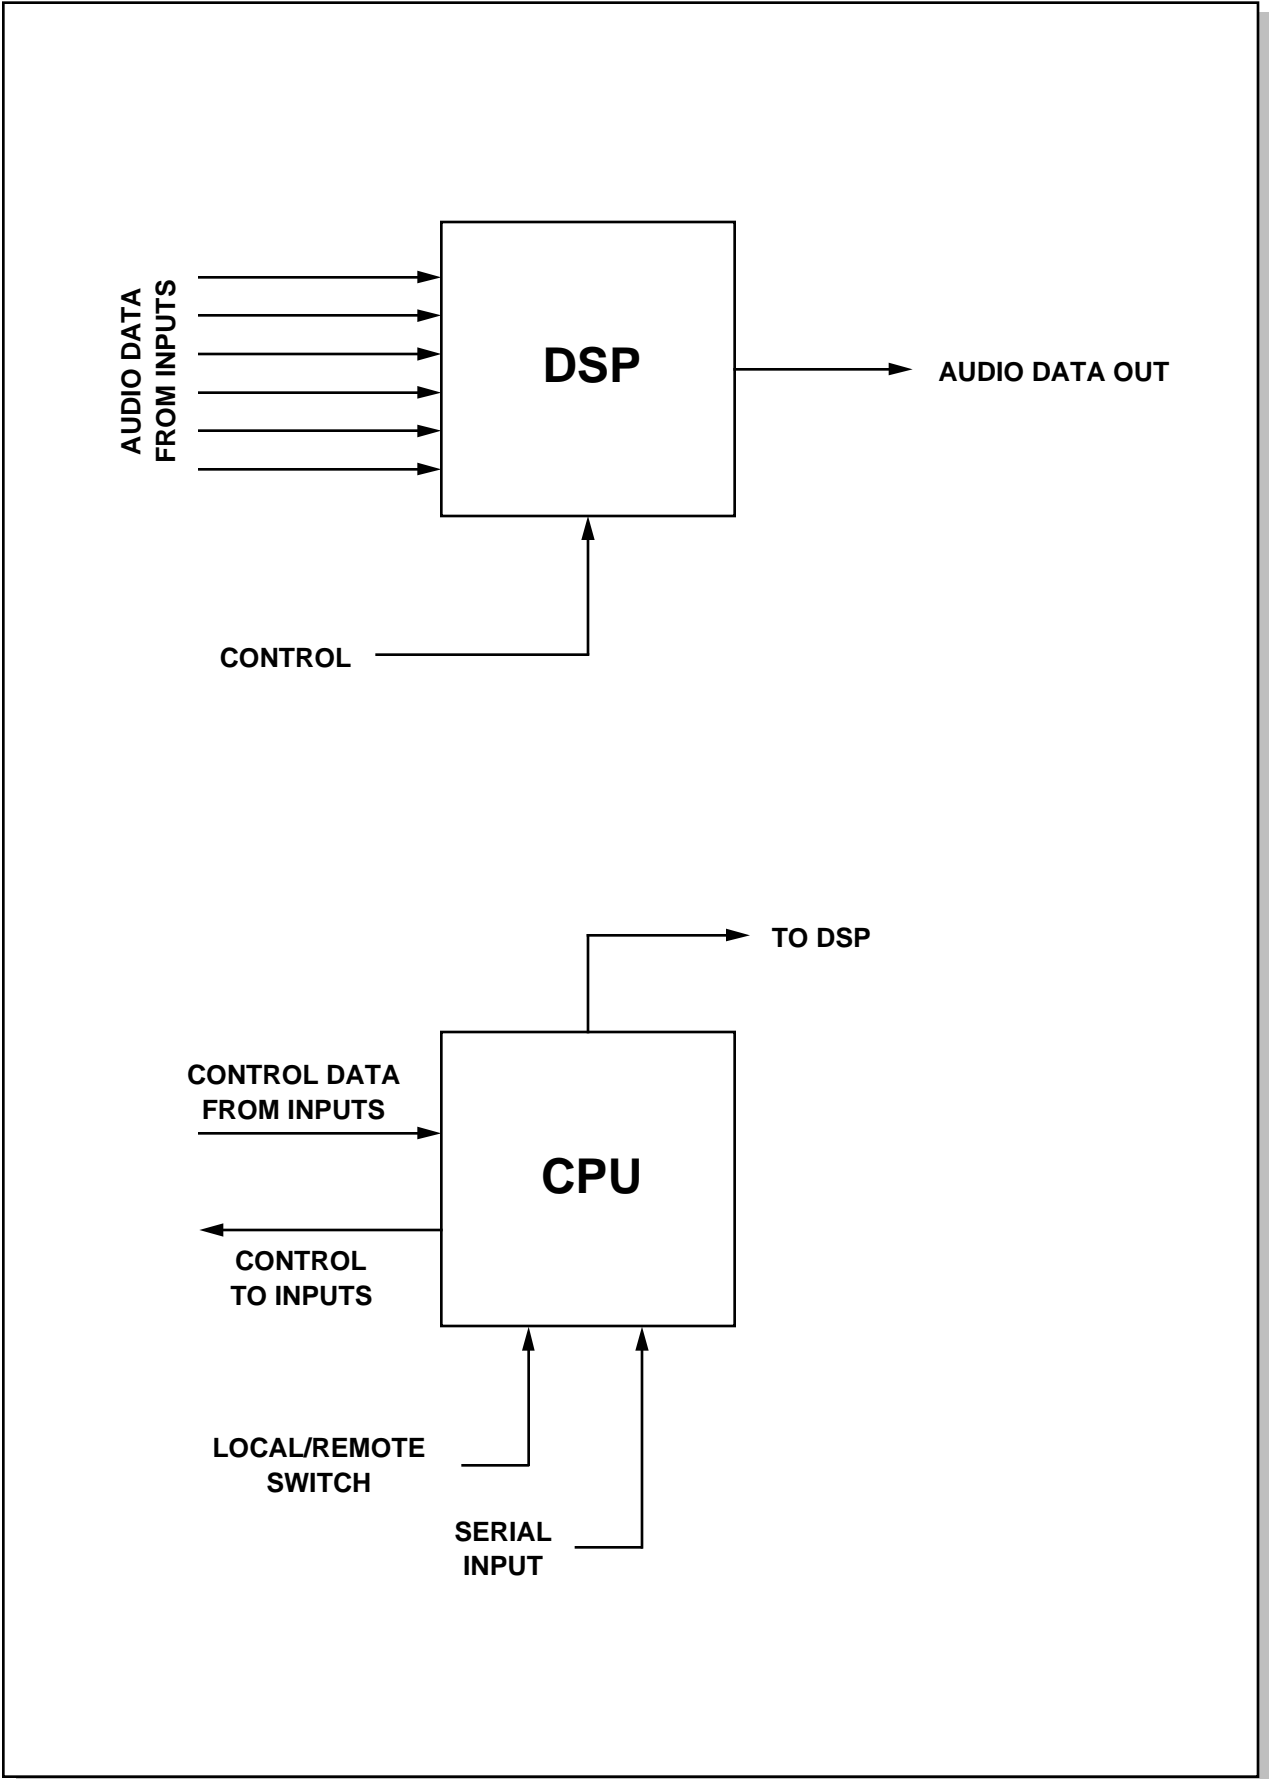 AUDIO DATA
FROM INPUTS
DSP
AUDIO DATA OUT
CONTROL
TO DSP
CONTROL DATA
FROM INPUTS
CPU
CONTROL
TO INPUTS
LOCAL/REMOTE
SWITCH
SERIAL
INPUT